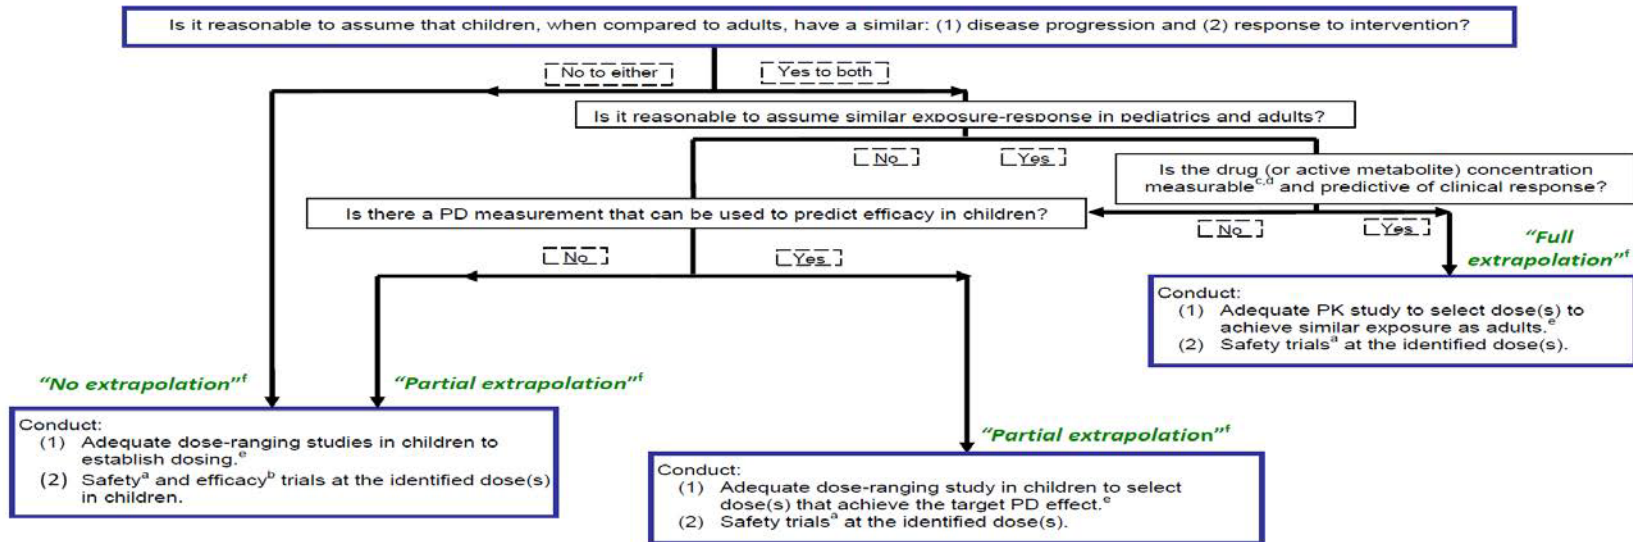 Is it reasonable to assume that children, when compared to adults, have a similar: (1) disease progression and (2) response to intervention?
No to either
Yes to both
Is it reasonable to assume similar exposure-response in pediatrics and adults?
No
Yes
Is the drug (or active metabolite) concentration
measurable^c,d and predictive of clinical response?
Is there a PD measurement that can be used to predict efficacy in children?
No
Yes
No
Yes
"Full
extrapolation"^f
Conduct:
(1) Adequate PK study to select dose(s) to
achieve similar exposure as adults.^e
(2) Safety trials^a at the identified dose(s).
"No extrapolation"^f
"Partial extrapolation"^f
Conduct:
(1) Adequate dose-ranging studies in children to
establish dosing.^e
(2) Safety^a and efficacy^b trials at the identified dose(s)
in children.
"Partial extrapolation"^f
Conduct:
(1) Adequate dose-ranging study in children to select
dose(s) that achieve the target PD effect.^e
(2) Safety trials^a at the identified dose(s).